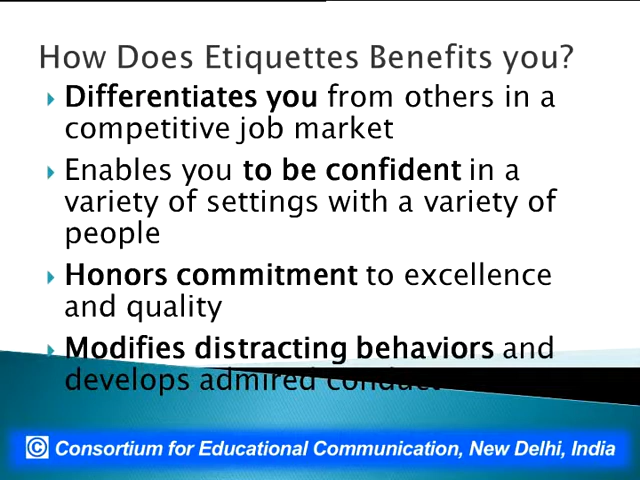 How Does Etiquettes Benefits you?
Differentiates you from others in a
competitive job market
Enables you to be confident in a
variety of settings with a variety of
people
Honors commitment to excellence
and quality
Modifies distracting behaviors and
develops admired conduct
© Consortium for Educational Communication, New Delhi, India